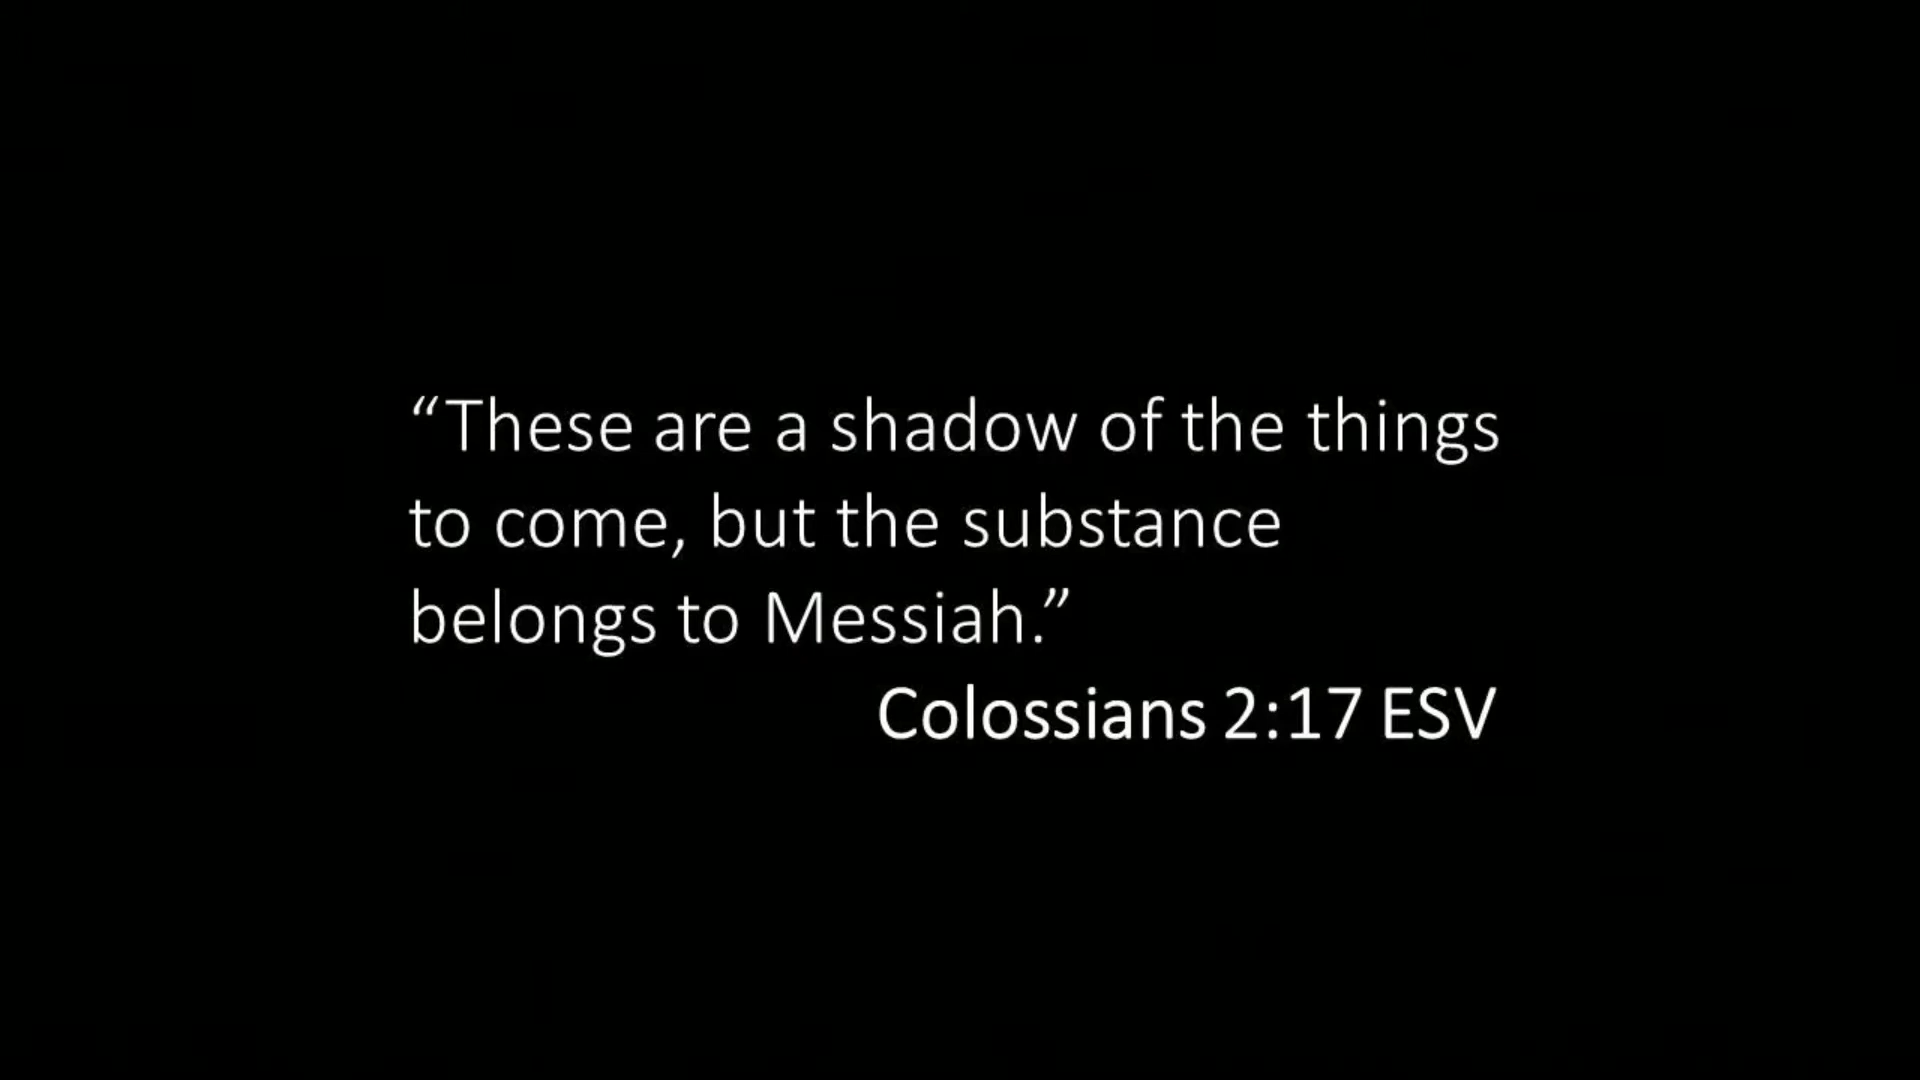 “These are a shadow of the things
to come, but the substance
belongs to Messiah.”
Colossians 2:17 ESV